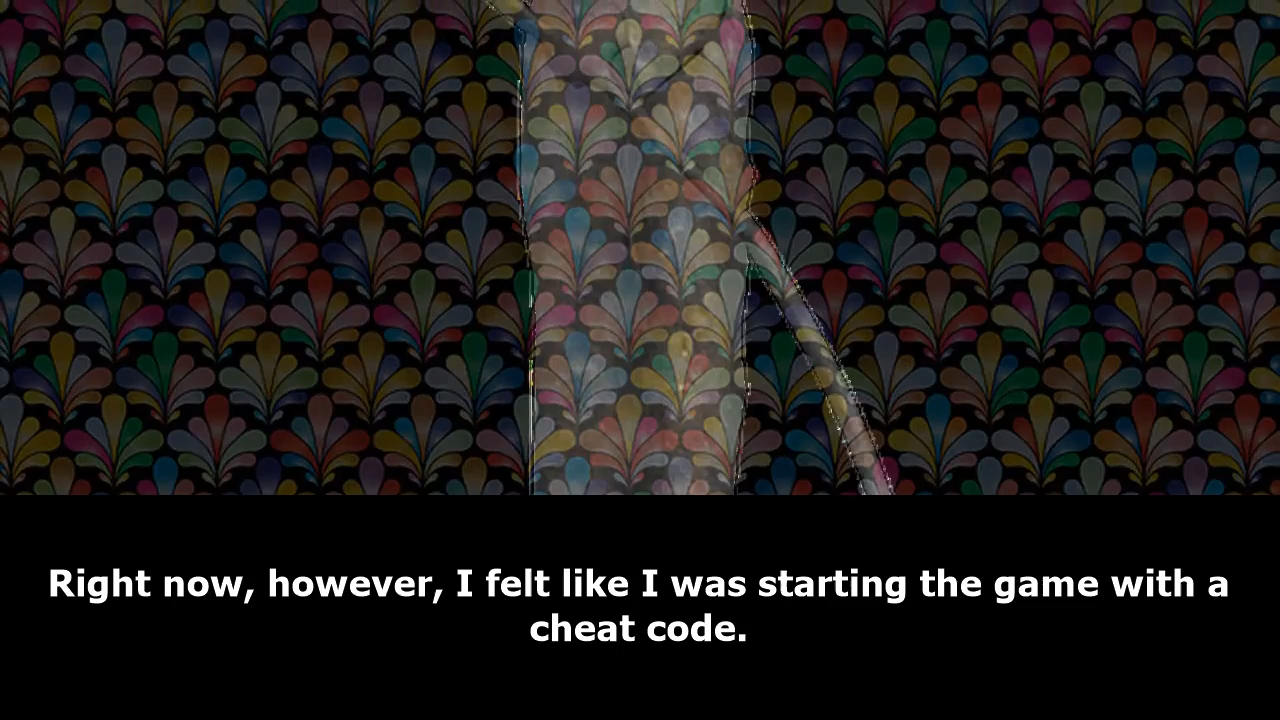 Right now, however, I felt like I was starting the game with a
cheat code.